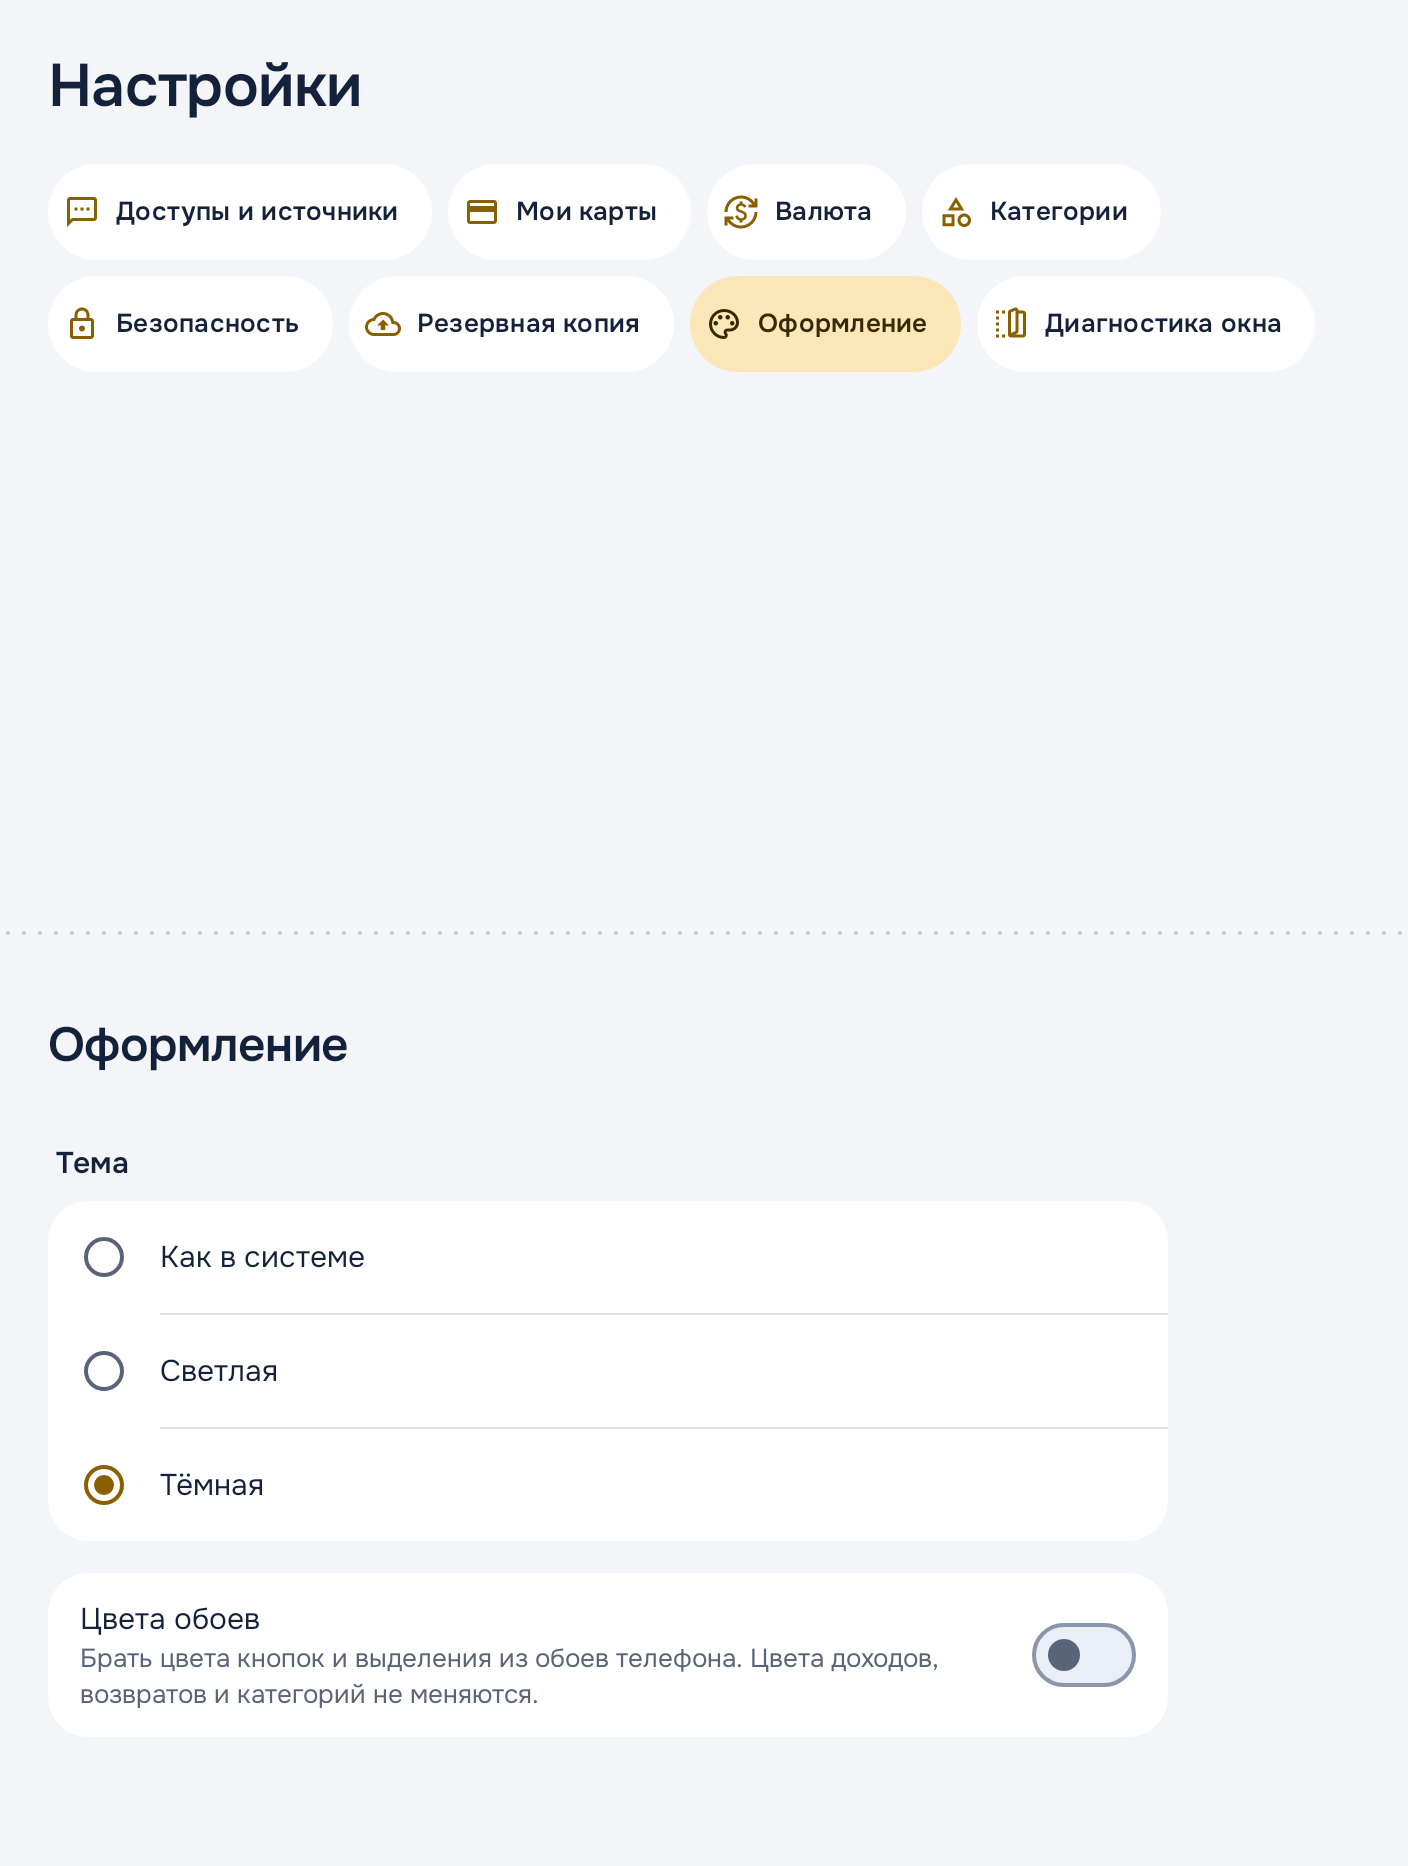 Настройки
Доступы и источники Мои карты Валюта Категории
Безопасность Резервная копия Оформление Диагностика окна
Оформление
Тема
Как в системе
Светлая
Тёмная
Цвета обоев
Брать цвета кнопок и выделения из обоев телефона. Цвета доходов,
возвратов и категорий не меняются.